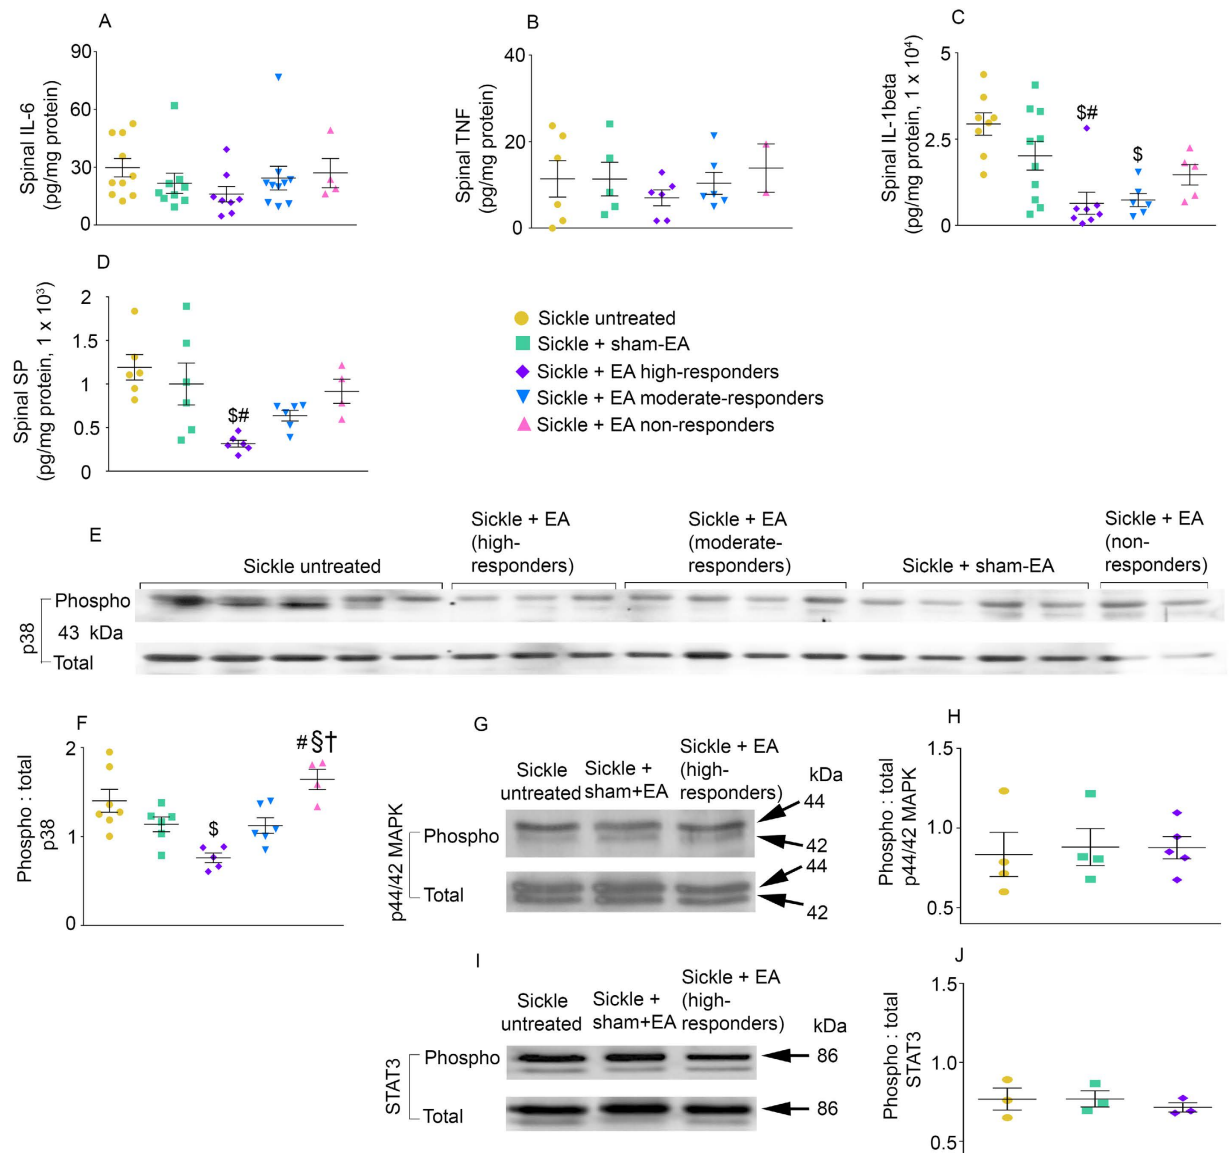 A
Spinal IL-6
(pg/mg protein)
90
60
30
0
B
Spinal TNF
(pg/mg protein)
40
20
0
C
Spinal IL-1beta
(pg/mg protein, 1 x 10⁴)
5
2.5
0
$#
$
D
Spinal SP
(pg/mg protein, 1 x 10³)
2
1.5
1
0.5
0
$#
Sickle untreated
Sickle + sham-EA
Sickle + EA high-responders
Sickle + EA moderate-responders
Sickle + EA non-responders
E
Sickle untreated
Sickle + EA
(high-
responders)
Sickle + EA
(moderate-
responders)
Sickle + sham-EA
Sickle + EA
(non-
responders)
p38
Phospho
43 kDa
Total
F
Phospho : total
p38
2
1
0
$
#§†
G
Sickle
untreated
Sickle +
sham+EA
Sickle + EA
(high-
responders)
kDa
p44/42 MAPK
Phospho
Total
44
42
44
42
H
Phospho : total
p44/42 MAPK
1.5
1.0
0.5
I
Sickle
untreated
Sickle +
sham+EA
Sickle + EA
(high-
responders)
kDa
STAT3
Phospho
Total
86
86
J
Phospho : total
STAT3
1.5
1.0
0.5